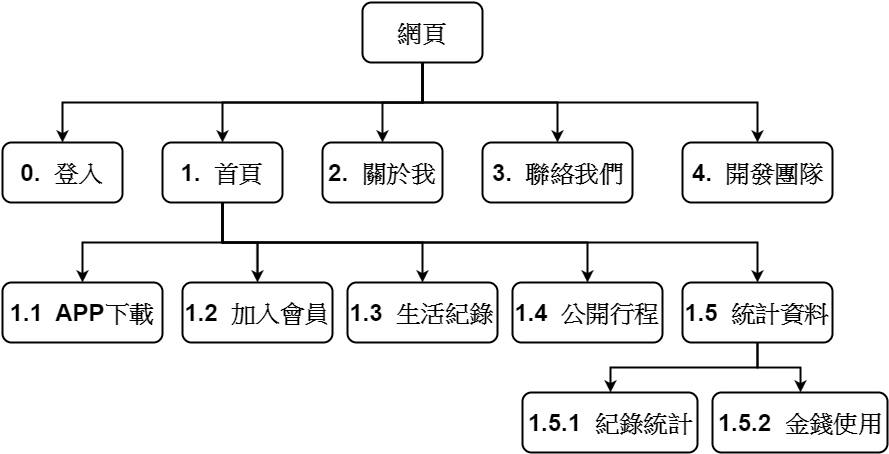 網頁
0. 登入
1. 首頁
2. 關於我
3. 聯絡我們
4. 開發團隊
1.1 APP下載
1.2 加入會員
1.3 生活紀錄
1.4 公開行程
1.5 統計資料
1.5.1 紀錄統計
1.5.2 金錢使用